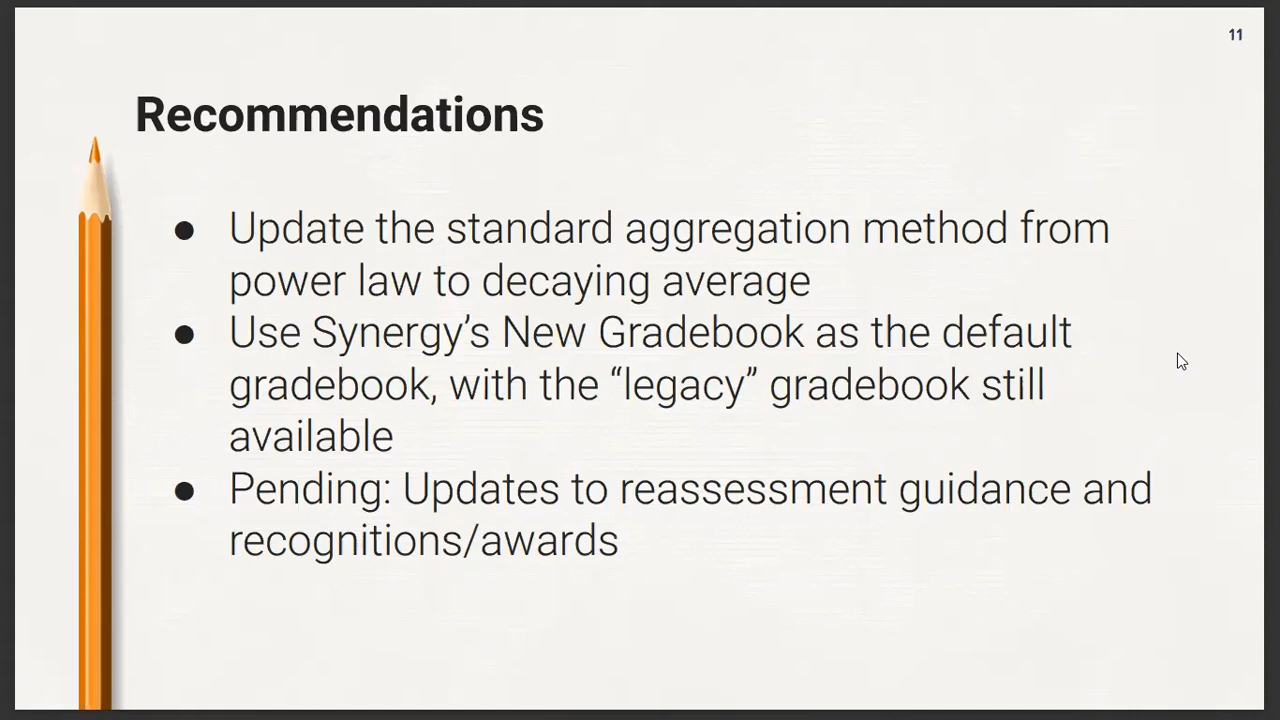 11
Recommendations
● Update the standard aggregation method from
power law to decaying average
● Use Synergy’s New Gradebook as the default
gradebook, with the “legacy” gradebook still
available
● Pending: Updates to reassessment guidance and
recognitions/awards